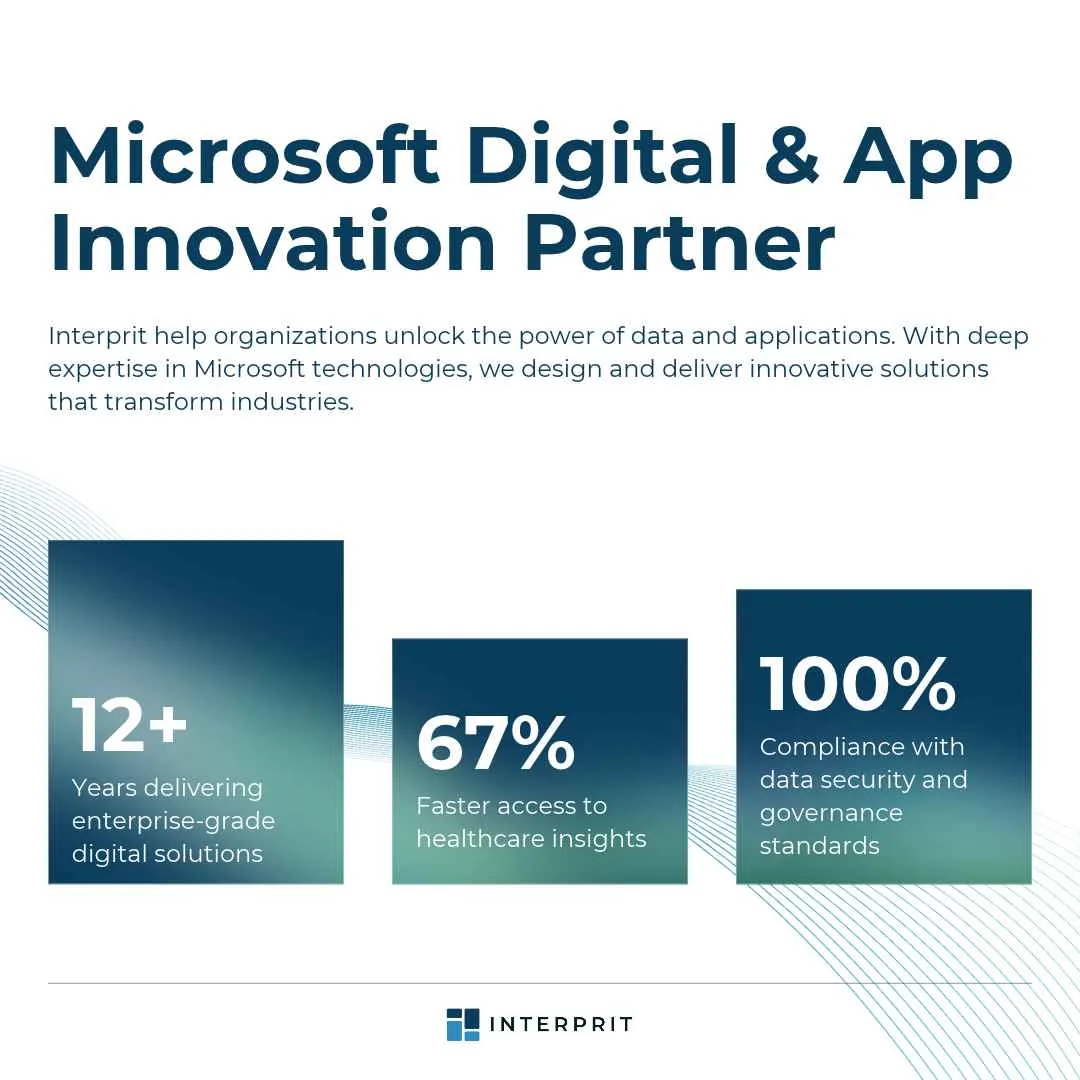 Microsoft Digital & App
Innovation Partner
Interprit help organizations unlock the power of data and applications. With deep
expertise in Microsoft technologies, we design and deliver innovative solutions
that transform industries.
12+
Years delivering
enterprise-grade
digital solutions
67%
Faster access to
healthcare insights
100%
Compliance with
data security and
governance
standards
INTERPRIT